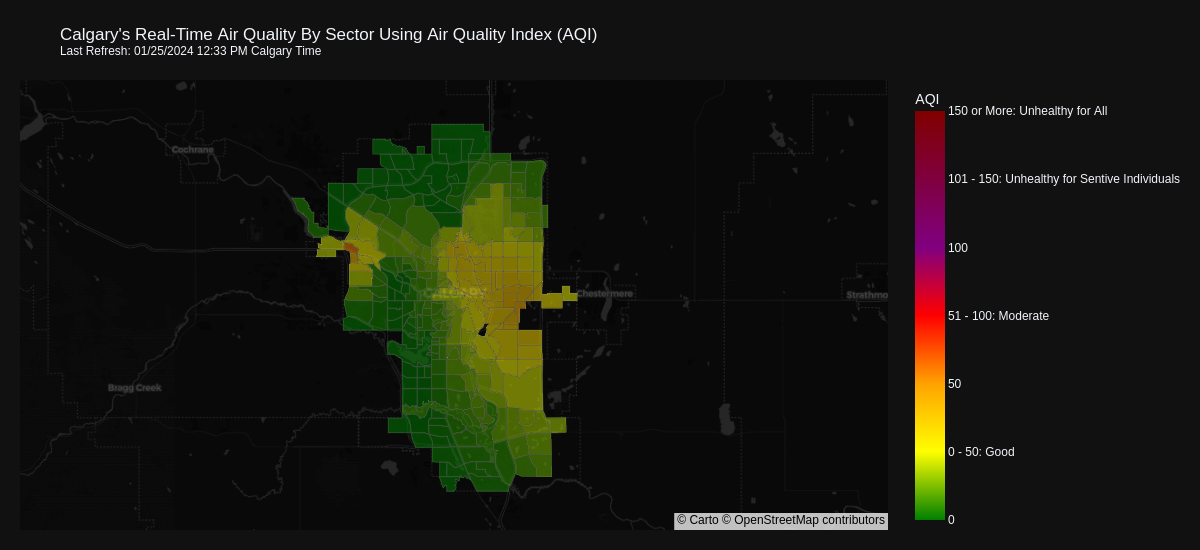 Calgary's Real-Time Air Quality By Sector Using Air Quality Index (AQI)
Last Refresh: 01/25/2024 12:33 PM Calgary Time
AQI
150 or More: Unhealthy for All
Cochrane
101 - 150: Unhealthy for Sentive Individuals
100
Chestermere
Strathmo
51 - 100: Moderate
50
Bragg Creek
0 - 50: Good
0
© Carto © OpenStreetMap contributors